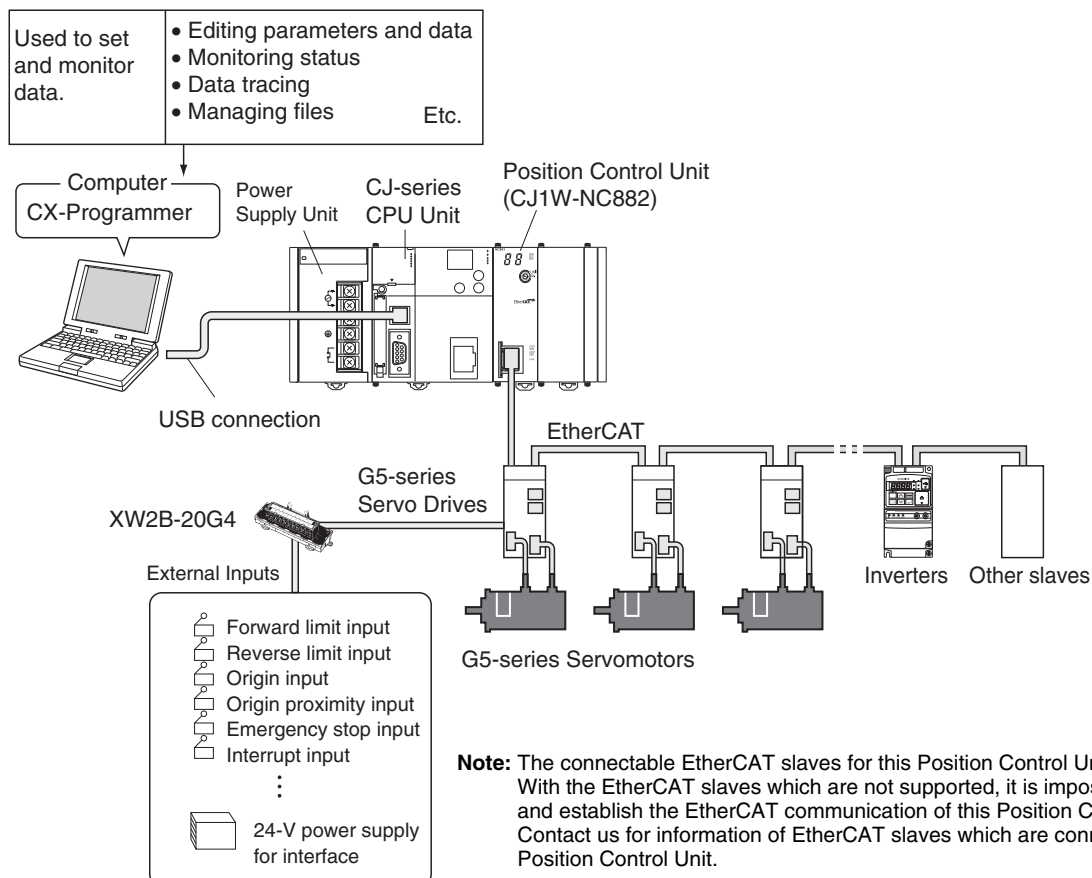 Used to set
and monitor
data.
• Editing parameters and data
• Monitoring status
• Data tracing
• Managing files Etc.
Computer
CX-Programmer
Power
Supply Unit
CJ-series
CPU Unit
Position Control Unit
(CJ1W-NC882)
EtherCAT
USB connection
EtherCAT
G5-series
Servo Drives
XW2B-20G4
External Inputs
Inverters
Other slaves
Forward limit input
Reverse limit input
Origin input
Origin proximity input
Emergency stop input
Interrupt input
24-V power supply
for interface
G5-series Servomotors
Note: The connectable EtherCAT slaves for this Position Control
With the EtherCAT slaves which are not supported, it is
and establish the EtherCAT communication of this Position
Contact us for information of EtherCAT slaves which are
Position Control Unit.